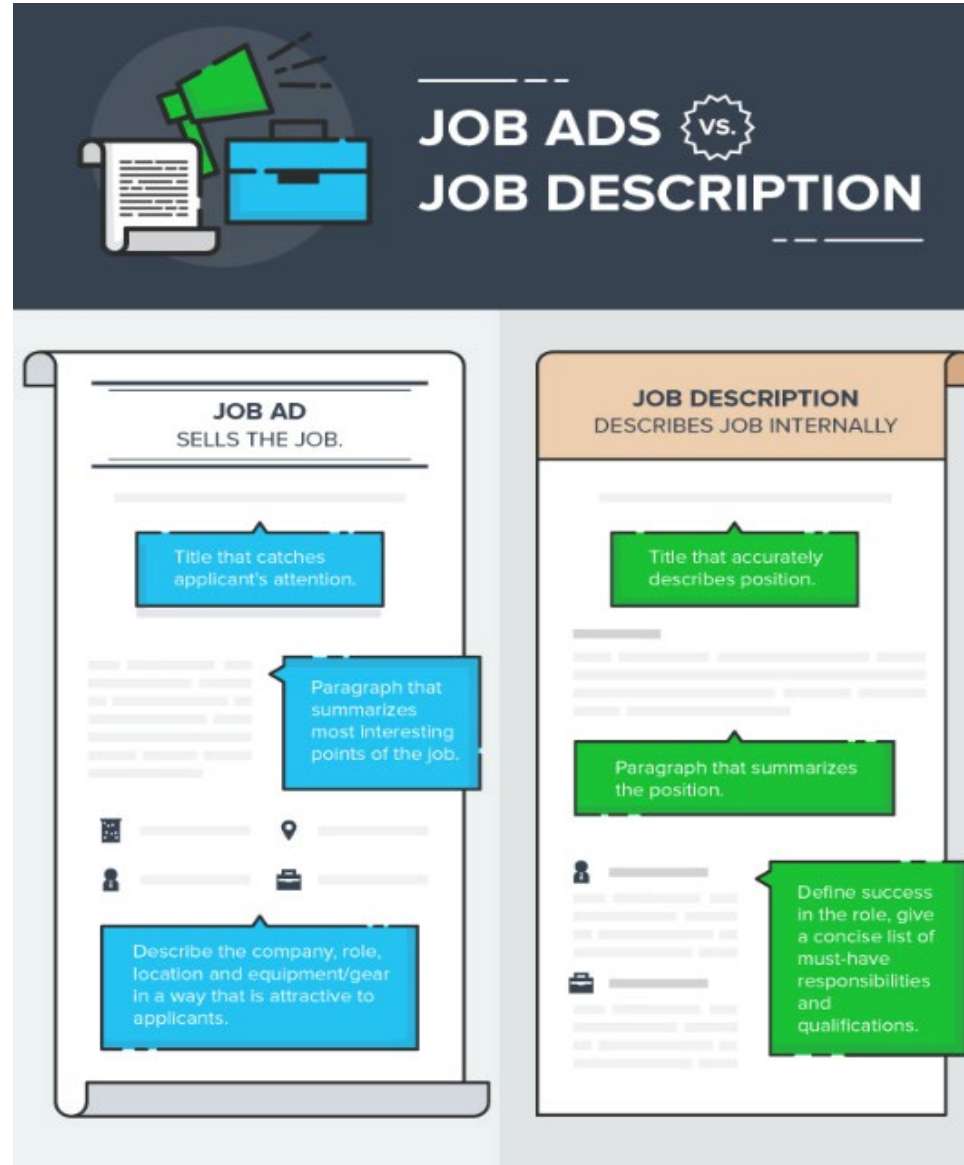 JOB ADS VS.
JOB DESCRIPTION
JOB AD
SELLS THE JOB.
Title that catches
applicant's attention.
Paragraph that
summarizes
most interesting
points of the job.
Describe the company, role,
location and equipment/gear
in a way that is attractive to
applicants.
JOB DESCRIPTION
DESCRIBES JOB INTERNALLY
Title that accurately
describes position.
Paragraph that summarizes
the position.
Define success
in the role, give
a concise list of
must-have
responsibilities
and
qualifications.